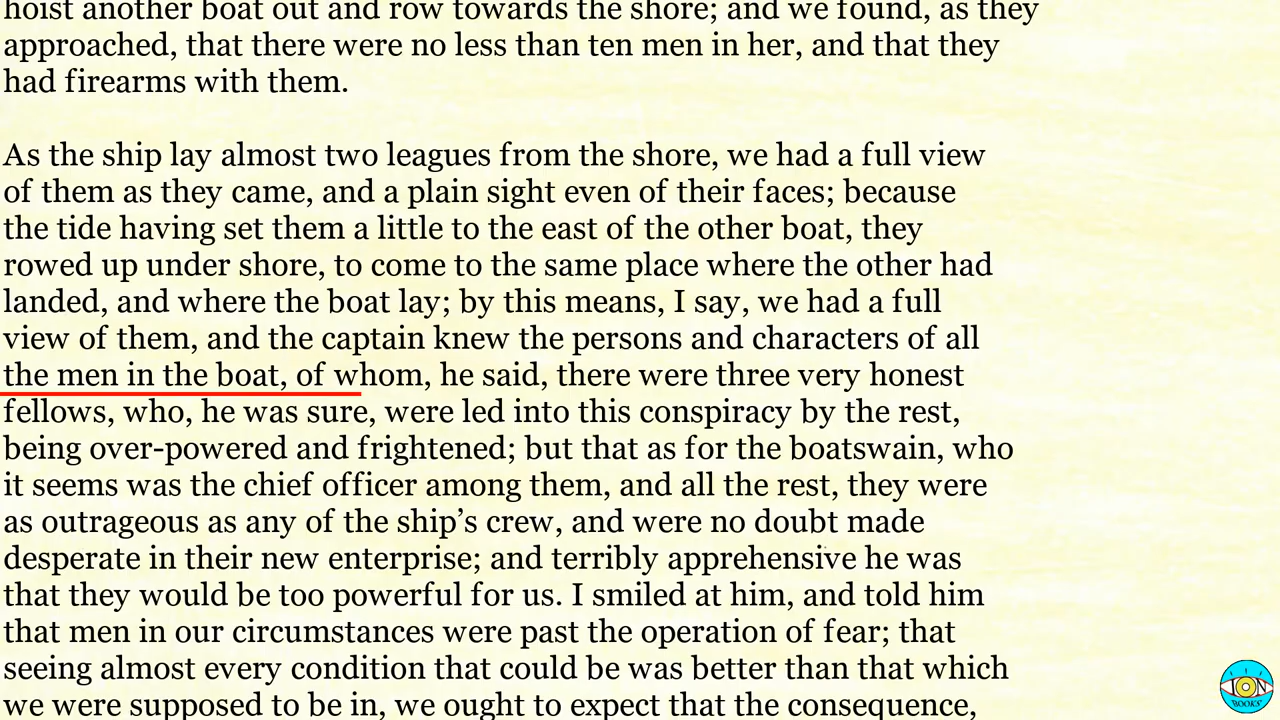 hoist another boat out and row towards the shore; and we found, as they
approached, that there were no less than ten men in her, and that they
had firearms with them.
As the ship lay almost two leagues from the shore, we had a full view
of them as they came, and a plain sight even of their faces; because
the tide having set them a little to the east of the other boat, they
rowed up under shore, to come to the same place where the other had
landed, and where the boat lay; by this means, I say, we had a full
view of them, and the captain knew the persons and characters of all
the men in the boat, of whom, he said, there were three very honest
fellows, who, he was sure, were led into this conspiracy by the rest,
being over-powered and frightened; but that as for the boatswain, who
it seems was the chief officer among them, and all the rest, they were
as outrageous as any of the ship’s crew, and were no doubt made
desperate in their new enterprise; and terribly apprehensive he was
that they would be too powerful for us. I smiled at him, and told him
that men in our circumstances were past the operation of fear; that
seeing almost every condition that could be was better than that which
we were supposed to be in, we ought to expect that the consequence,
ION
BOOKS